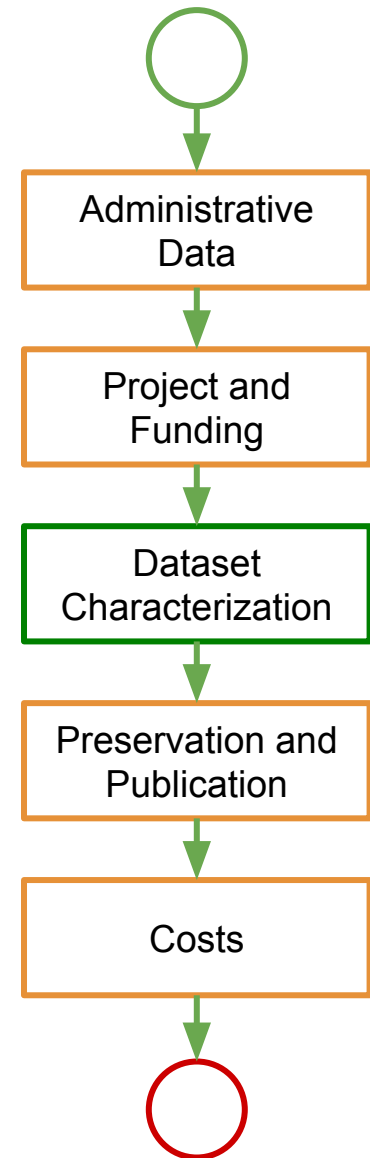 Administrative
Data
Project and
Funding
Dataset
Characterization
Preservation and
Publication
Costs